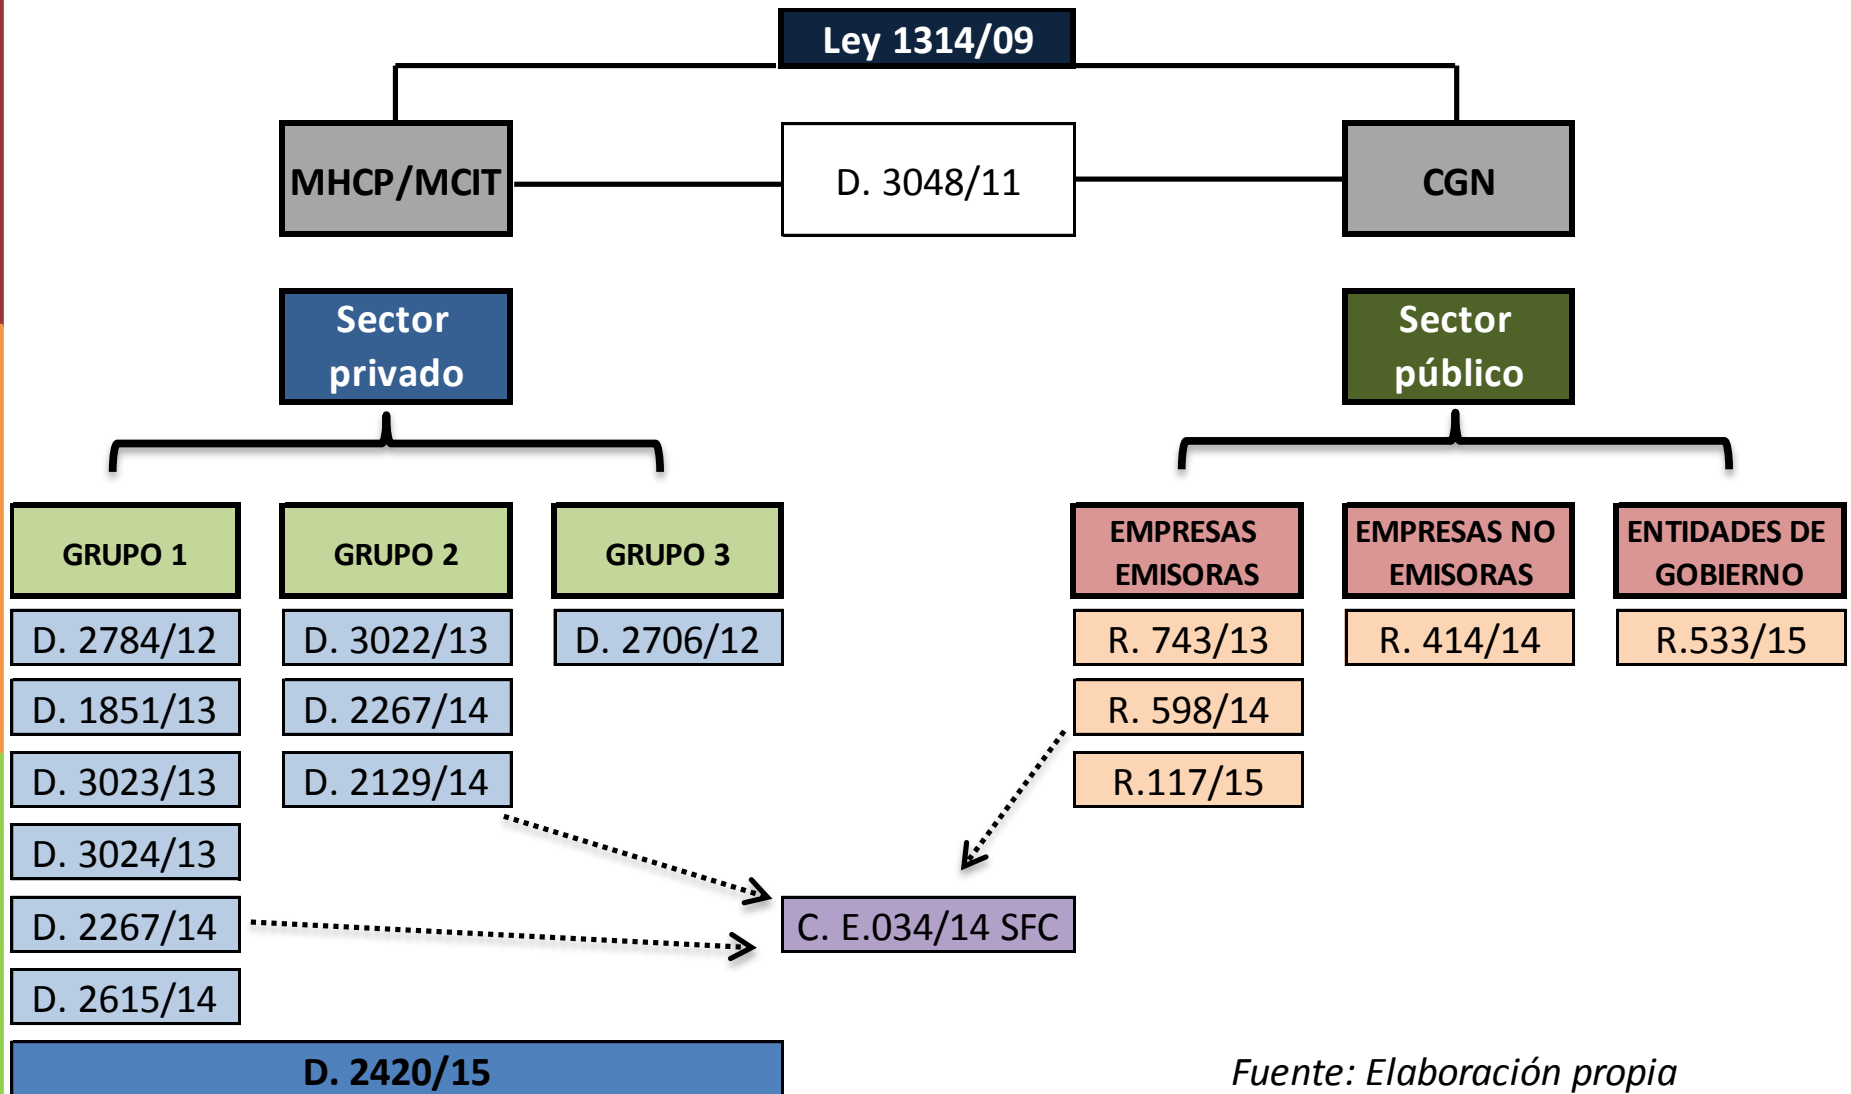 Ley 1314/09
MHCP/MCIT
D. 3048/11
CGN
Sector
privado
Sector
público
GRUPO 1
GRUPO 2
GRUPO 3
EMPRESAS
EMISORAS
EMPRESAS NO
EMISORAS
ENTIDADES DE
GOBIERNO
D. 2784/12
D. 3022/13
D. 2706/12
R. 743/13
R. 414/14
R.533/15
D. 1851/13
D. 2267/14
R. 598/14
D. 3023/13
D. 2129/14
R.117/15
D. 3024/13
D. 2267/14
C. E.034/14 SFC
D. 2615/14
D. 2420/15
Fuente: Elaboración propia